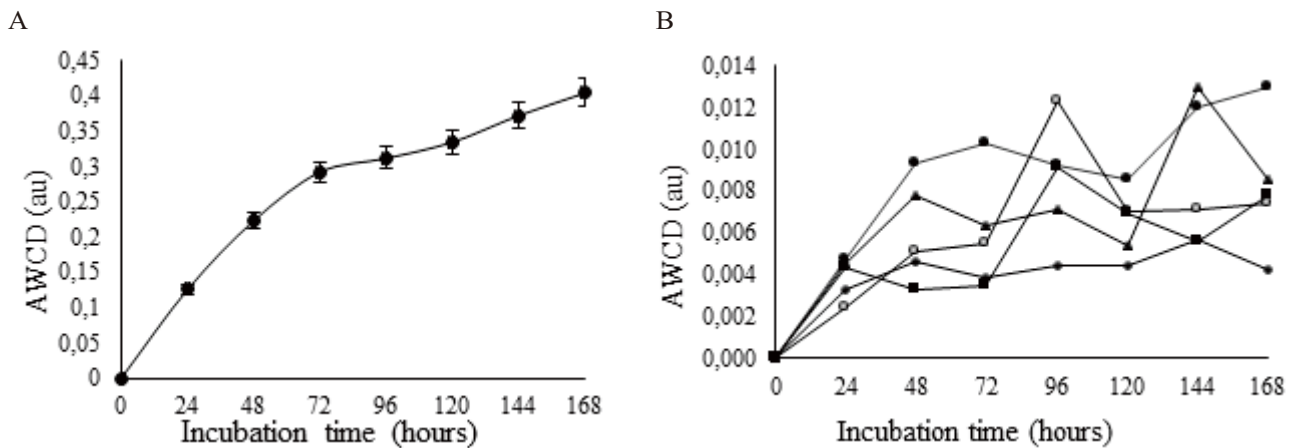 A
0,45
0,4
0,35
0,3
0,25
0,2
0,15
0,1
0,05
0
AWCD (au)
0 24 48 72 96 120 144 168
Incubation time (hours)
B
0,014
0,012
0,010
0,008
0,006
0,004
0,002
0,000
AWCD (au)
0 24 48 72 96 120 144 168
Incubation time (hours)